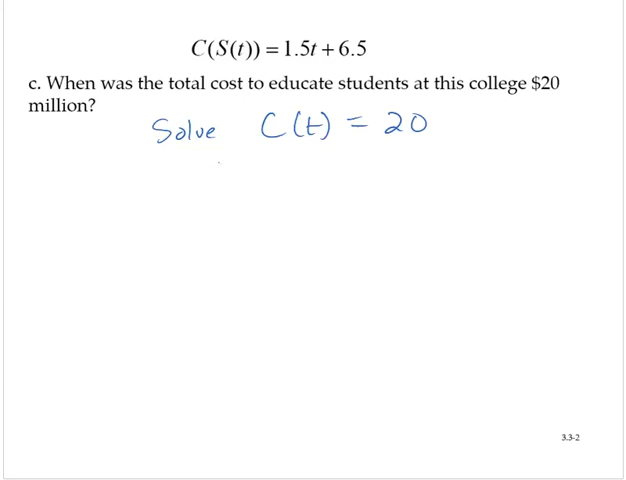 C(S(t)) = 1.5t + 6.5
c. When was the total cost to educate students at this college $20
million?
Solve C(t) = 20
3.3-2